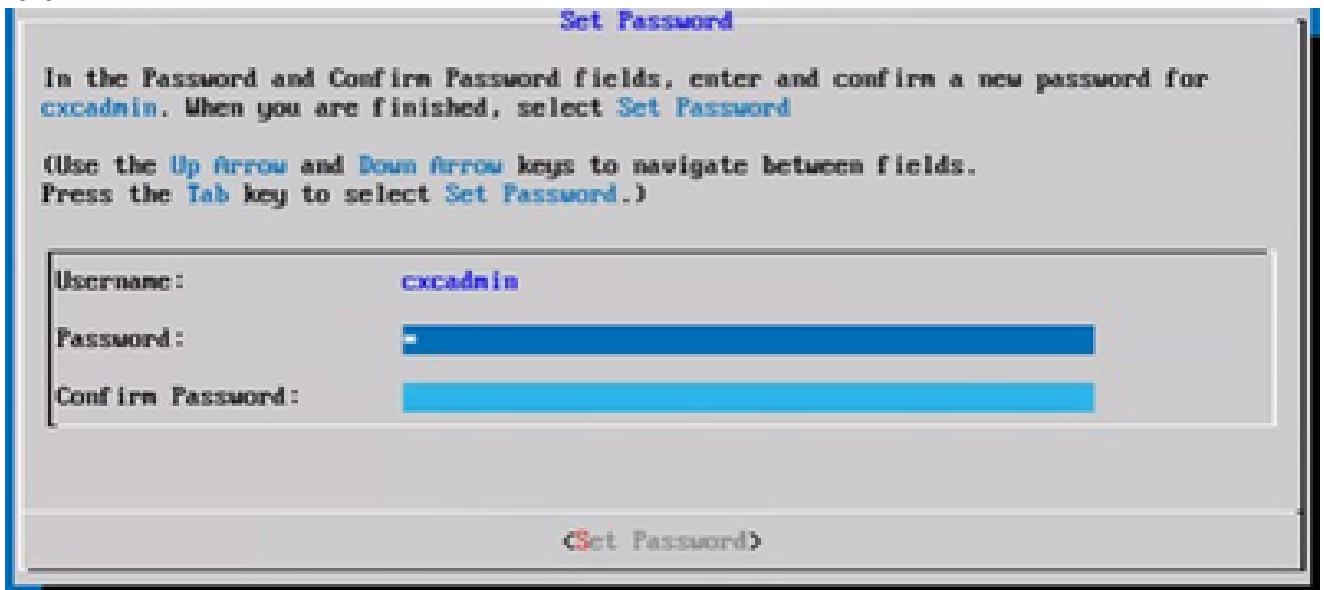 Set Password
In the Password and Confirm Password fields, enter and confirm a new password for
cxcadmin. When you are finished, select Set Password
(Use the Up Arrow and Down Arrow keys to navigate between fields.
Press the Tab key to select Set Password.)
Username: cxcadmin
Password:
Confirm Password:
<Set Password>